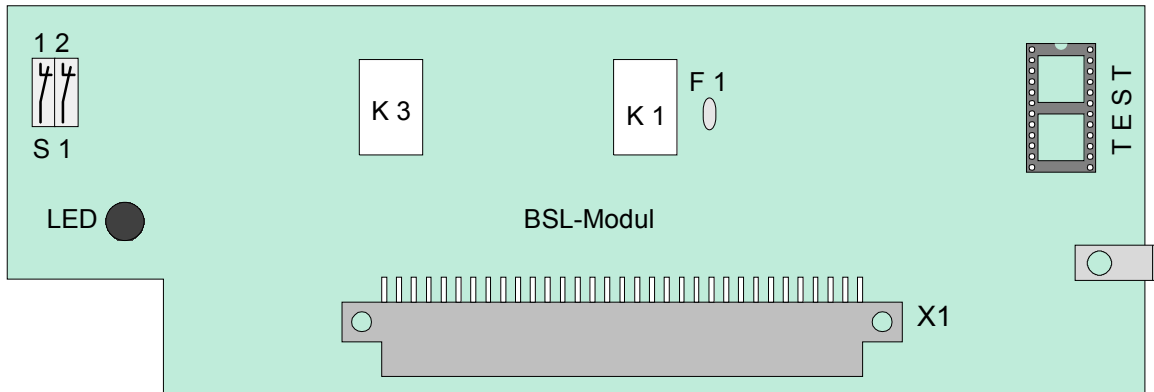 1 2
S 1
LED
K 3
K 1
F 1
TEST
BSL-Modul
X1